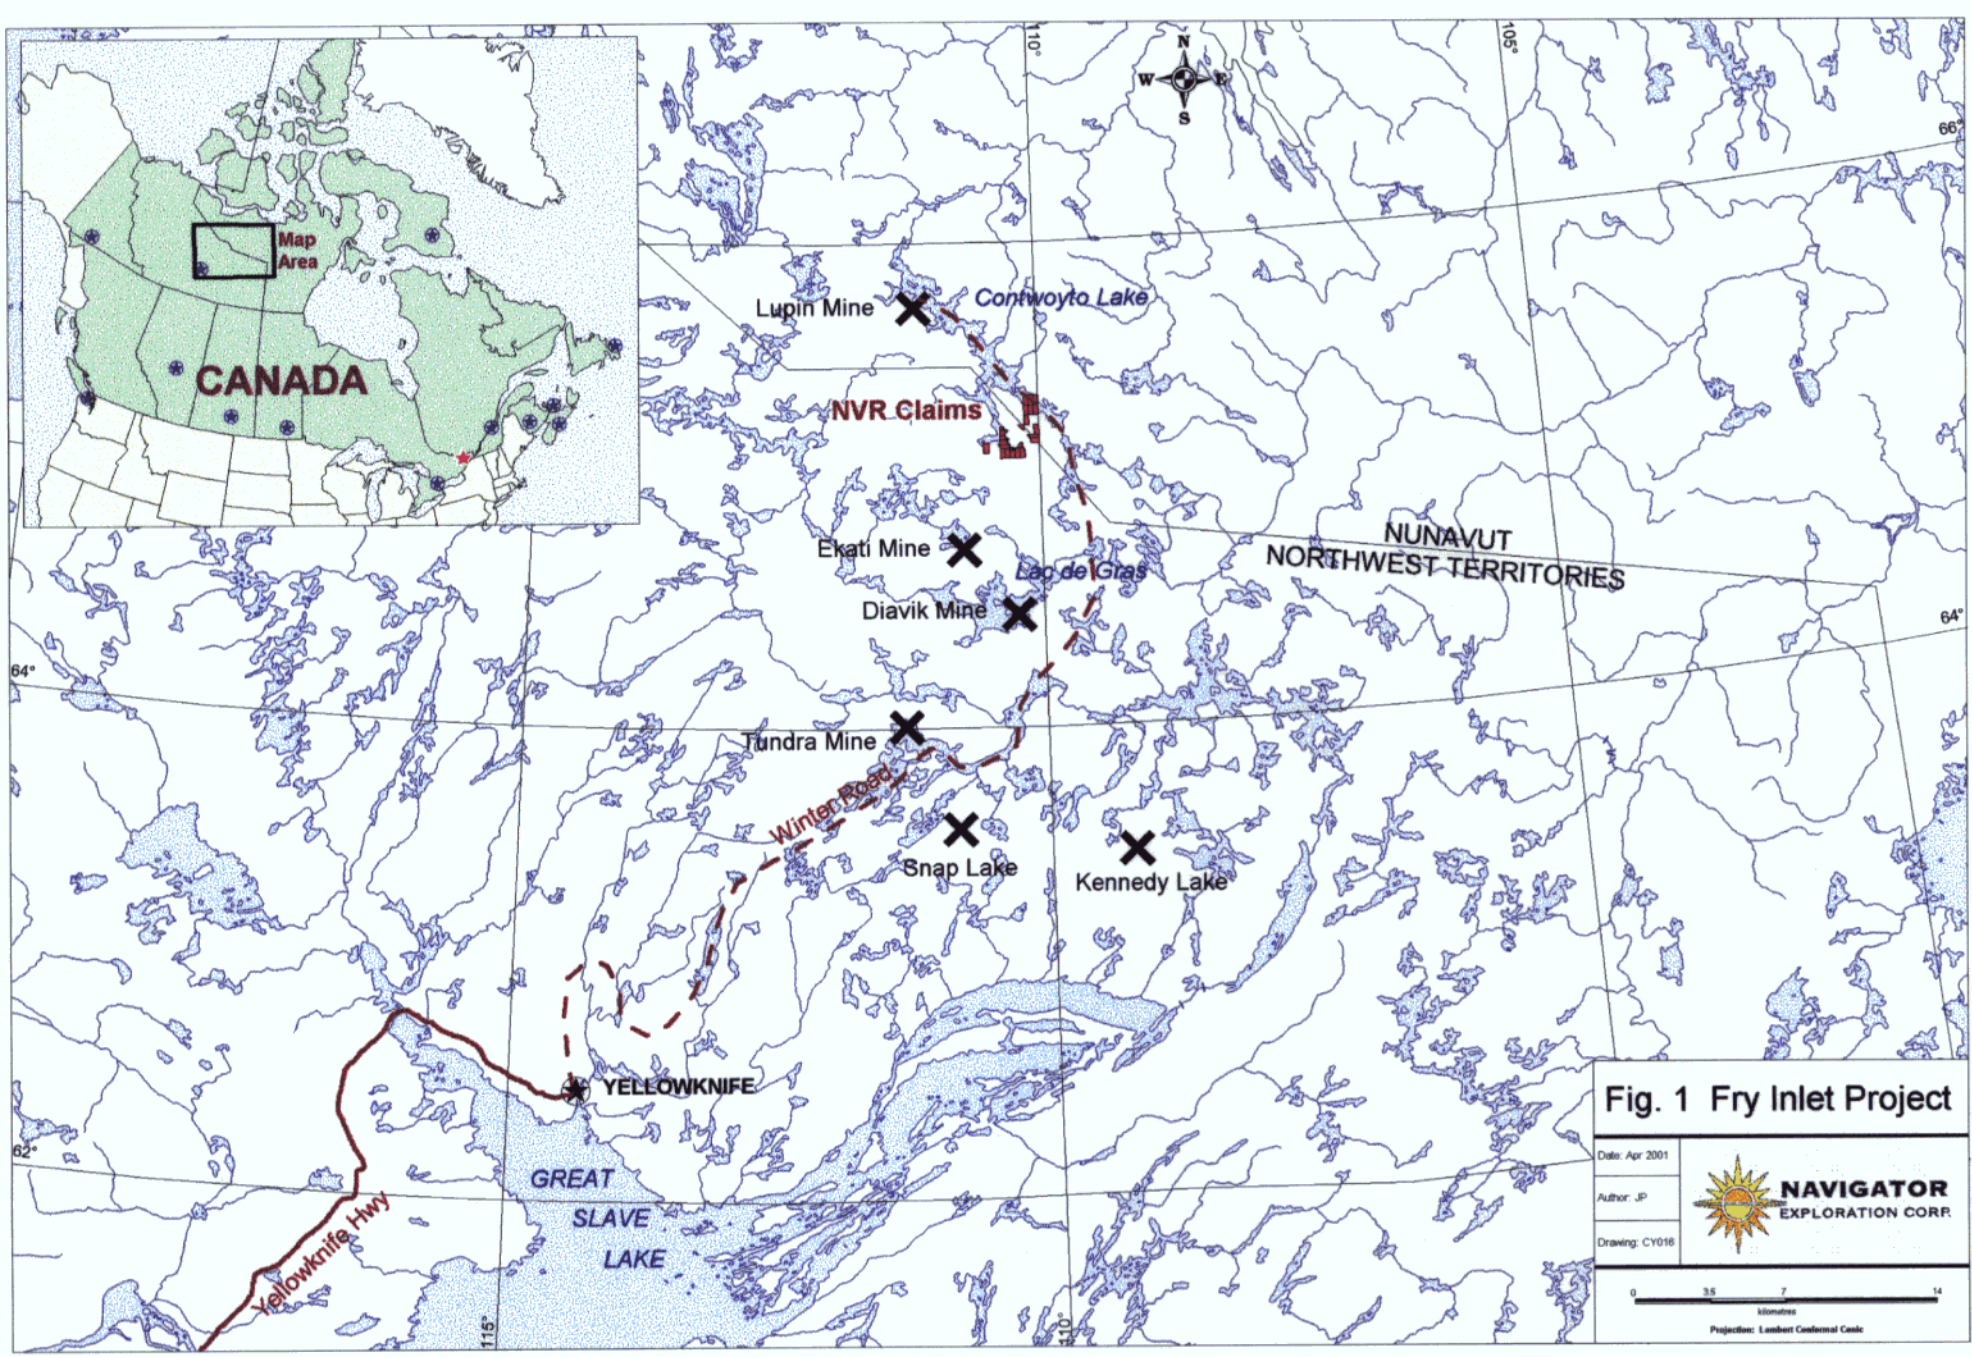 110°
105°
N
W E
S
66°
Map
Area
CANADA
Lupin Mine
Contwoyto Lake
NVR Claims
NUNAVUT
NORTHWEST TERRITORIES
Ekati Mine
Lac de Gras
Diavik Mine
64°
64°
Tundra Mine
Winter Road
Snap Lake
Kennedy Lake
YELLOWKNIFE
62°
GREAT
SLAVE
LAKE
Yellowknife Hwy
115°
110°
Fig. 1 Fry Inlet Project
Date: Apr 2001
Author: JP
Drawing: CY016
NAVIGATOR
EXPLORATION CORP.
0 3.5 7 14
kilometres
Projection: Lambert Conformal Conic